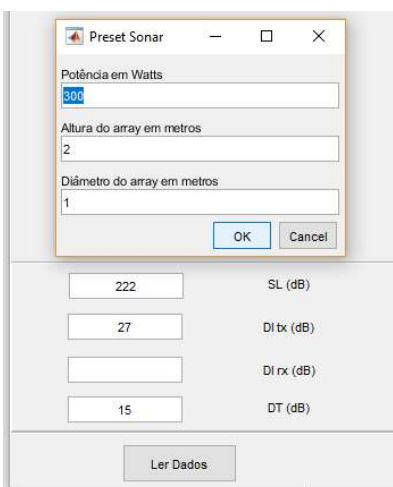 Preset Sonar
Potência em Watts
300
Altura do array em metros
2
Diâmetro do array em metros
1
OK Cancel
222 SL (dB)
27 DI tx (dB)
DI rx (dB)
15 DT (dB)
Ler Dados